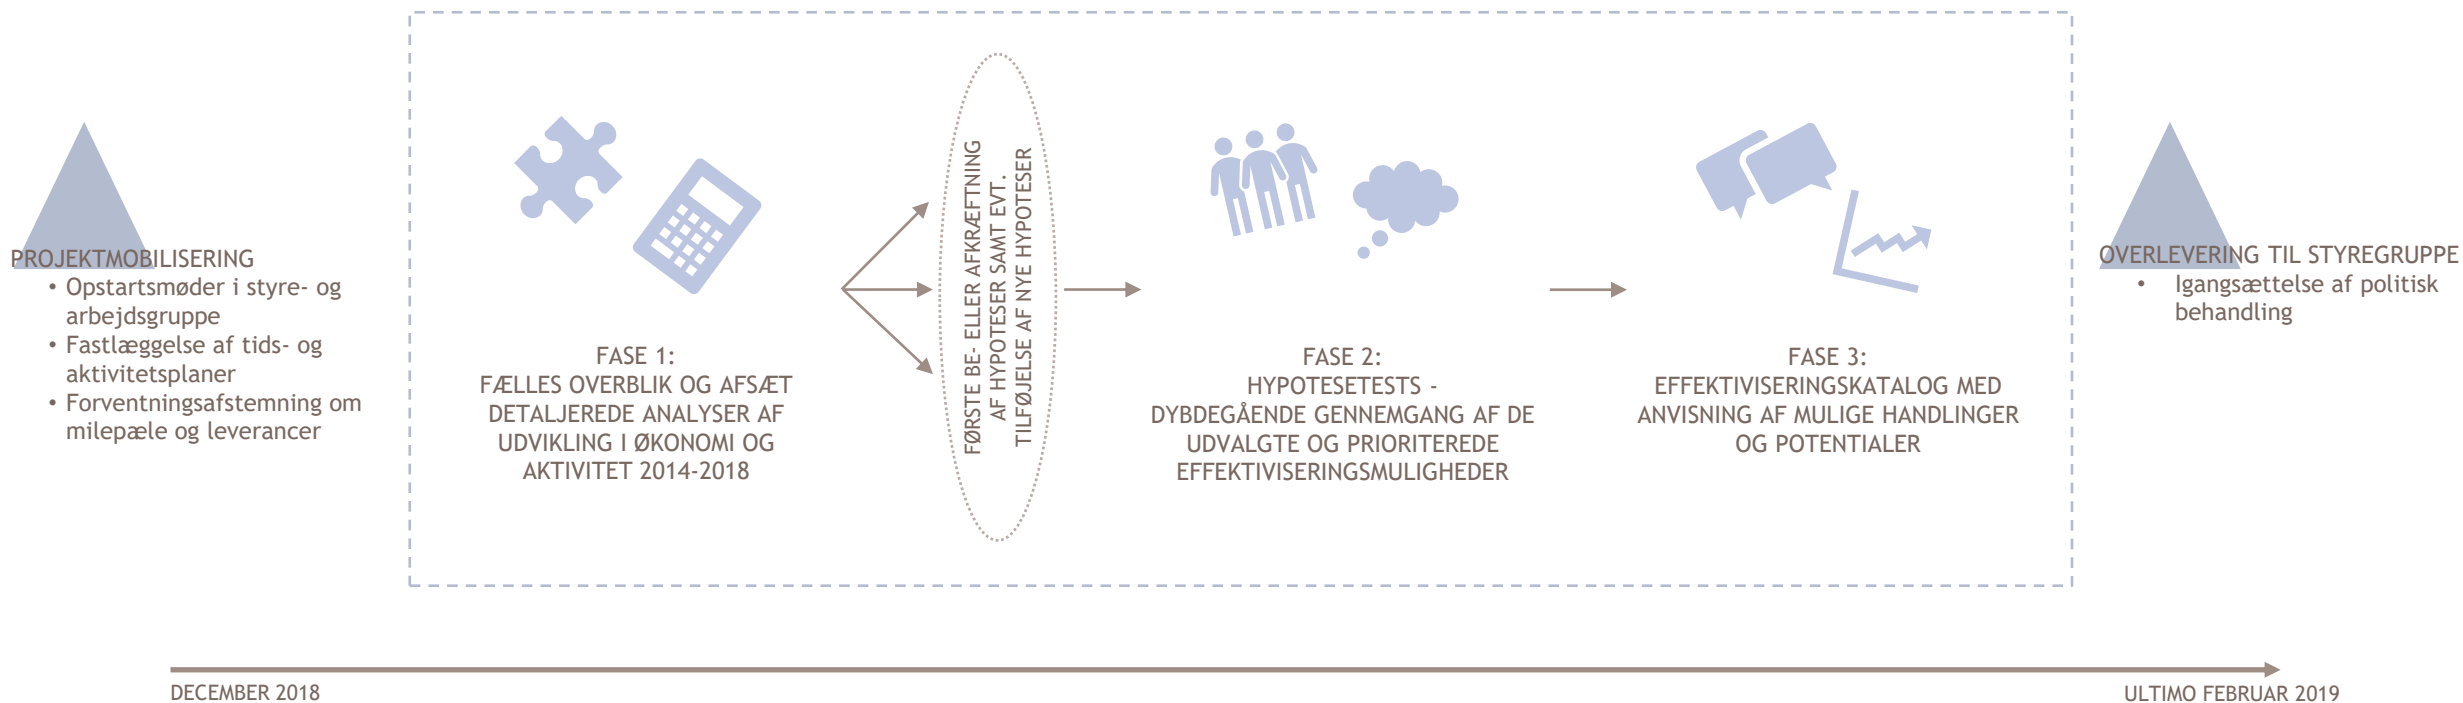 PROJEKTMOBILISERING
• Opstartsmøder i styre- og
arbejdsgruppe
• Fastlæggelse af tids- og
aktivitetsplaner
• Forventningsafstemning om
milepæle og leverancer
FASE 1:
FÆLLES OVERBLIK OG AFSÆT
DETALJEREDE ANALYSER AF
UDVIKLING I ØKONOMI OG
AKTIVITET 2014-2018
FØRSTE BE- ELLER AFKRÆFTNING
AF HYPOTESER SAMT EVT.
TILFØJELSE AF NYE HYPOTESER
FASE 2:
HYPOTESETESTS -
DYBDEGÅENDE GENNEMGANG AF DE
UDVALGTE OG PRIORITEREDE
EFFEKTIVISERINGSMULIGHEDER
FASE 3:
EFFEKTIVISERINGSKATALOG MED
ANVISNING AF MULIGE HANDLINGER
OG POTENTIALER
OVERLEVERING TIL STYREGRUPPE
• Igangsættelse af politisk
behandling
DECEMBER 2018
ULTIMO FEBRUAR 2019